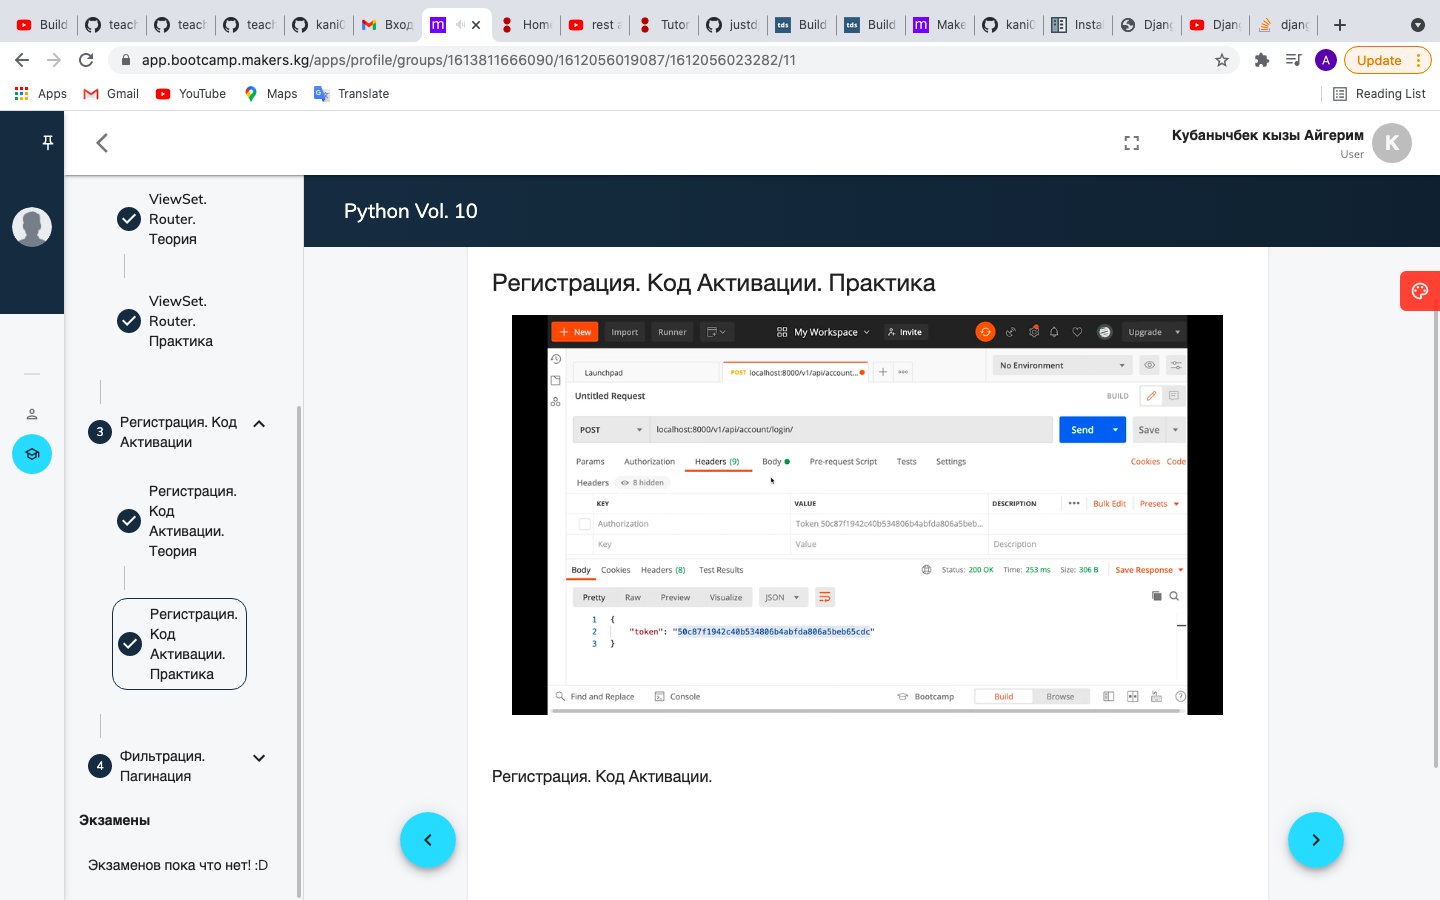 Build
teach
teach
teach
kani0
Вход
Home
rest a
Tutor
justdj
Build
Build
Make
kani0
Instal
Djang
Djang
djang
app.bootcamp.makers.kg/apps/profile/groups/1613811666090/1612056019087/1612056023282/11
A
Update
Apps
Gmail
YouTube
Maps
Translate
Reading List
Кубанычбек кызы Айгерим
User
K
ViewSet.
Router.
Теория
ViewSet.
Router.
Практика
3
Регистрация. Код
Активации
Регистрация.
Код
Активации.
Теория
Регистрация.
Код
Активации.
Практика
4
Фильтрация.
Пагинация
Экзамены
Экзаменов пока что нет! :D
Python Vol. 10
Регистрация. Код Активации. Практика
New
Import
Runner
My Workspace
Invite
Upgrade
Launchpad
POST localhost:8000/v1/api/account...
No Environment
Untitled Request
BUILD
POST
localhost:8000/v1/api/account/login/
Send
Save
Params
Authorization
Headers (9)
Body
Pre-request Script
Tests
Settings
Cookies
Code
Headers
8 hidden
KEY
VALUE
DESCRIPTION
Bulk Edit
Presets
Authorization
Token 50c87f1942c40b534806b4abfda806a5beb...
Key
Value
Description
Body
Cookies
Headers (8)
Test Results
Status: 200 OK
Time: 253 ms
Size: 306 B
Save Response
Pretty
Raw
Preview
Visualize
JSON
1 {
2 "token": "50c87f1942c40b534806b4abfda806a5beb65cdc"
3 }
Find and Replace
Console
Bootcamp
Build
Browse
Регистрация. Код Активации.